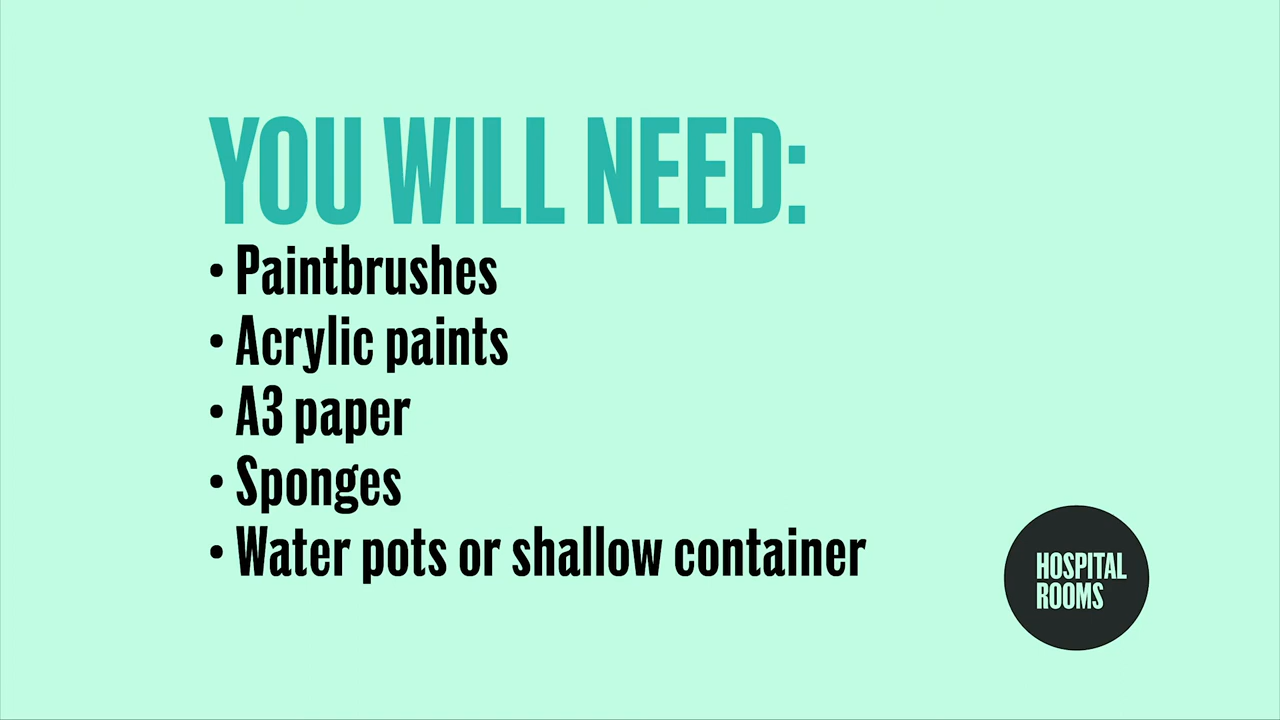 YOU WILL NEED:
• Paintbrushes
• Acrylic paints
• A3 paper
• Sponges
• Water pots or shallow container
HOSPITAL
ROOMS